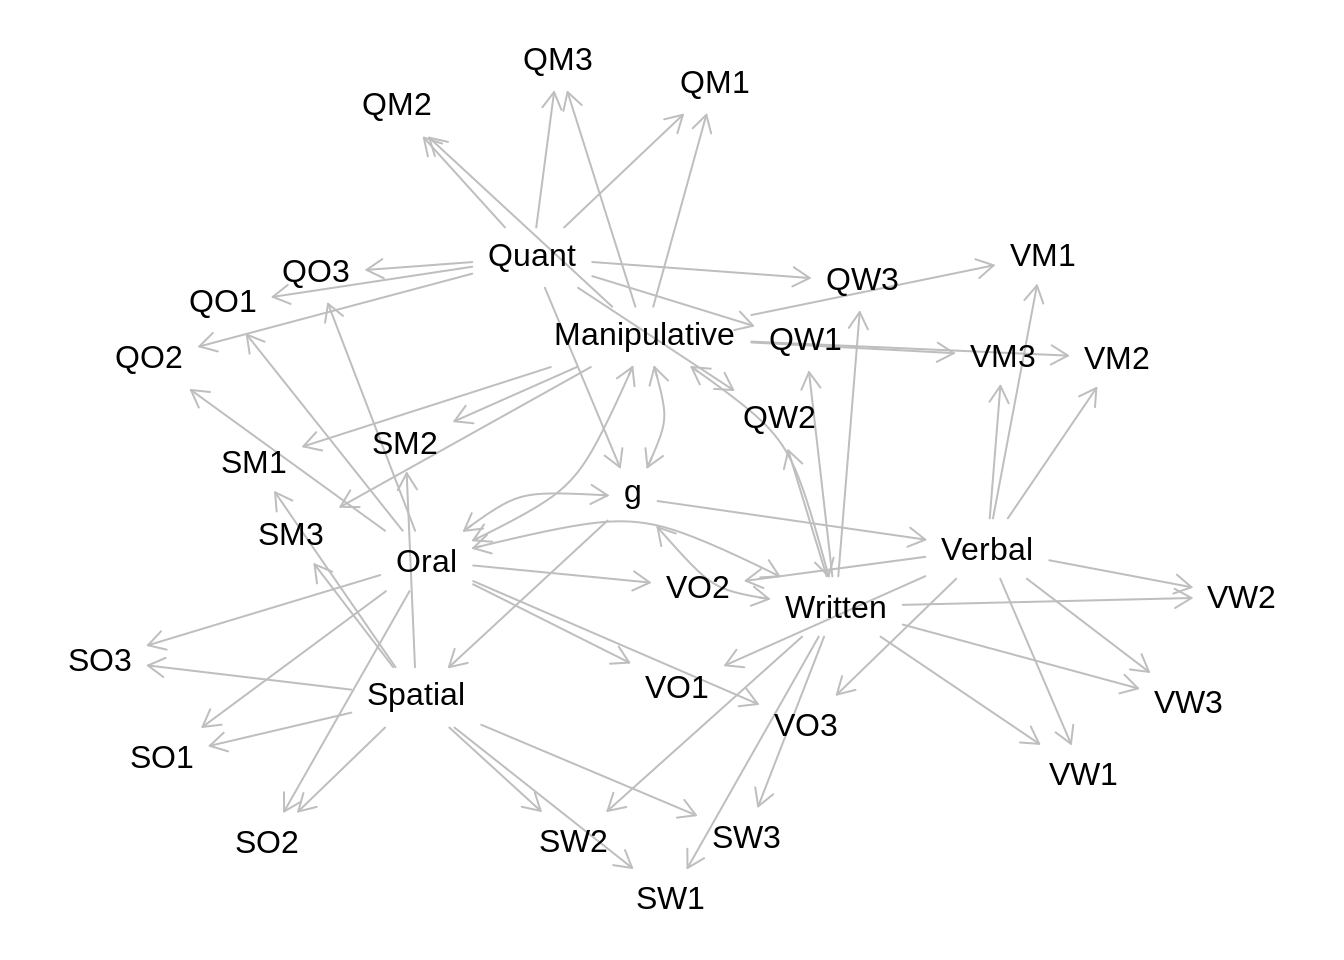 QM3
QM1
QM2
Quant
VM1
QO3
QW3
QO1
Manipulative
QW1
QO2
VM3
VM2
QW2
SM2
SM1
g
SM3
Oral
Verbal
VO2
Written
VW2
SO3
Spatial
VO1
VW3
VO3
SO1
VW1
SO2
SW2
SW3
SW1